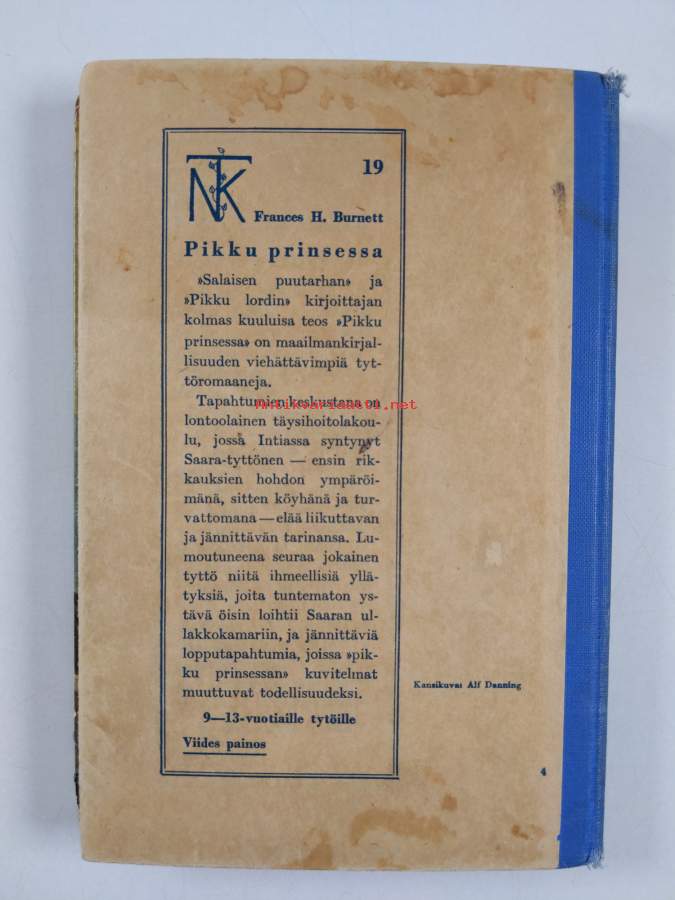 NTK
19
Frances H. Burnett
Pikku prinsessa
»Salaisen puutarhan» ja
»Pikku lordin» kirjoittajan
kolmas kuuluisa teos »Pikku
prinsessa» on maailmankirjal-
lisuuden viehättävimpiä tyt-
töromaaneja.
Tapahtumien keskustana on
Antikvariaatti.net
lontoolainen täysihoitolakou-
lu, jossa Intiassa syntynyt
Saara-tyttönen — ensin rik-
kauksien hohdon ympäröi-
mänä, sitten köyhänä ja tur-
vattomana — elää liikuttavan
ja jännittävän tarinansa. Lu-
moutuneena seuraa jokainen
tyttö niitä ihmeellisiä yllä-
tyksiä, joita tuntematon ys-
tävä öisin loihtii Saaran ul-
lakkokamariin, ja jännittäviä
lopputapahtumia, joissa »pik-
ku prinsessan» kuvitelmat
muuttuvat todellisuudeksi.
9—13-vuotiaille tytöille
Viides painos
Kansikuva: Alf Danning
4